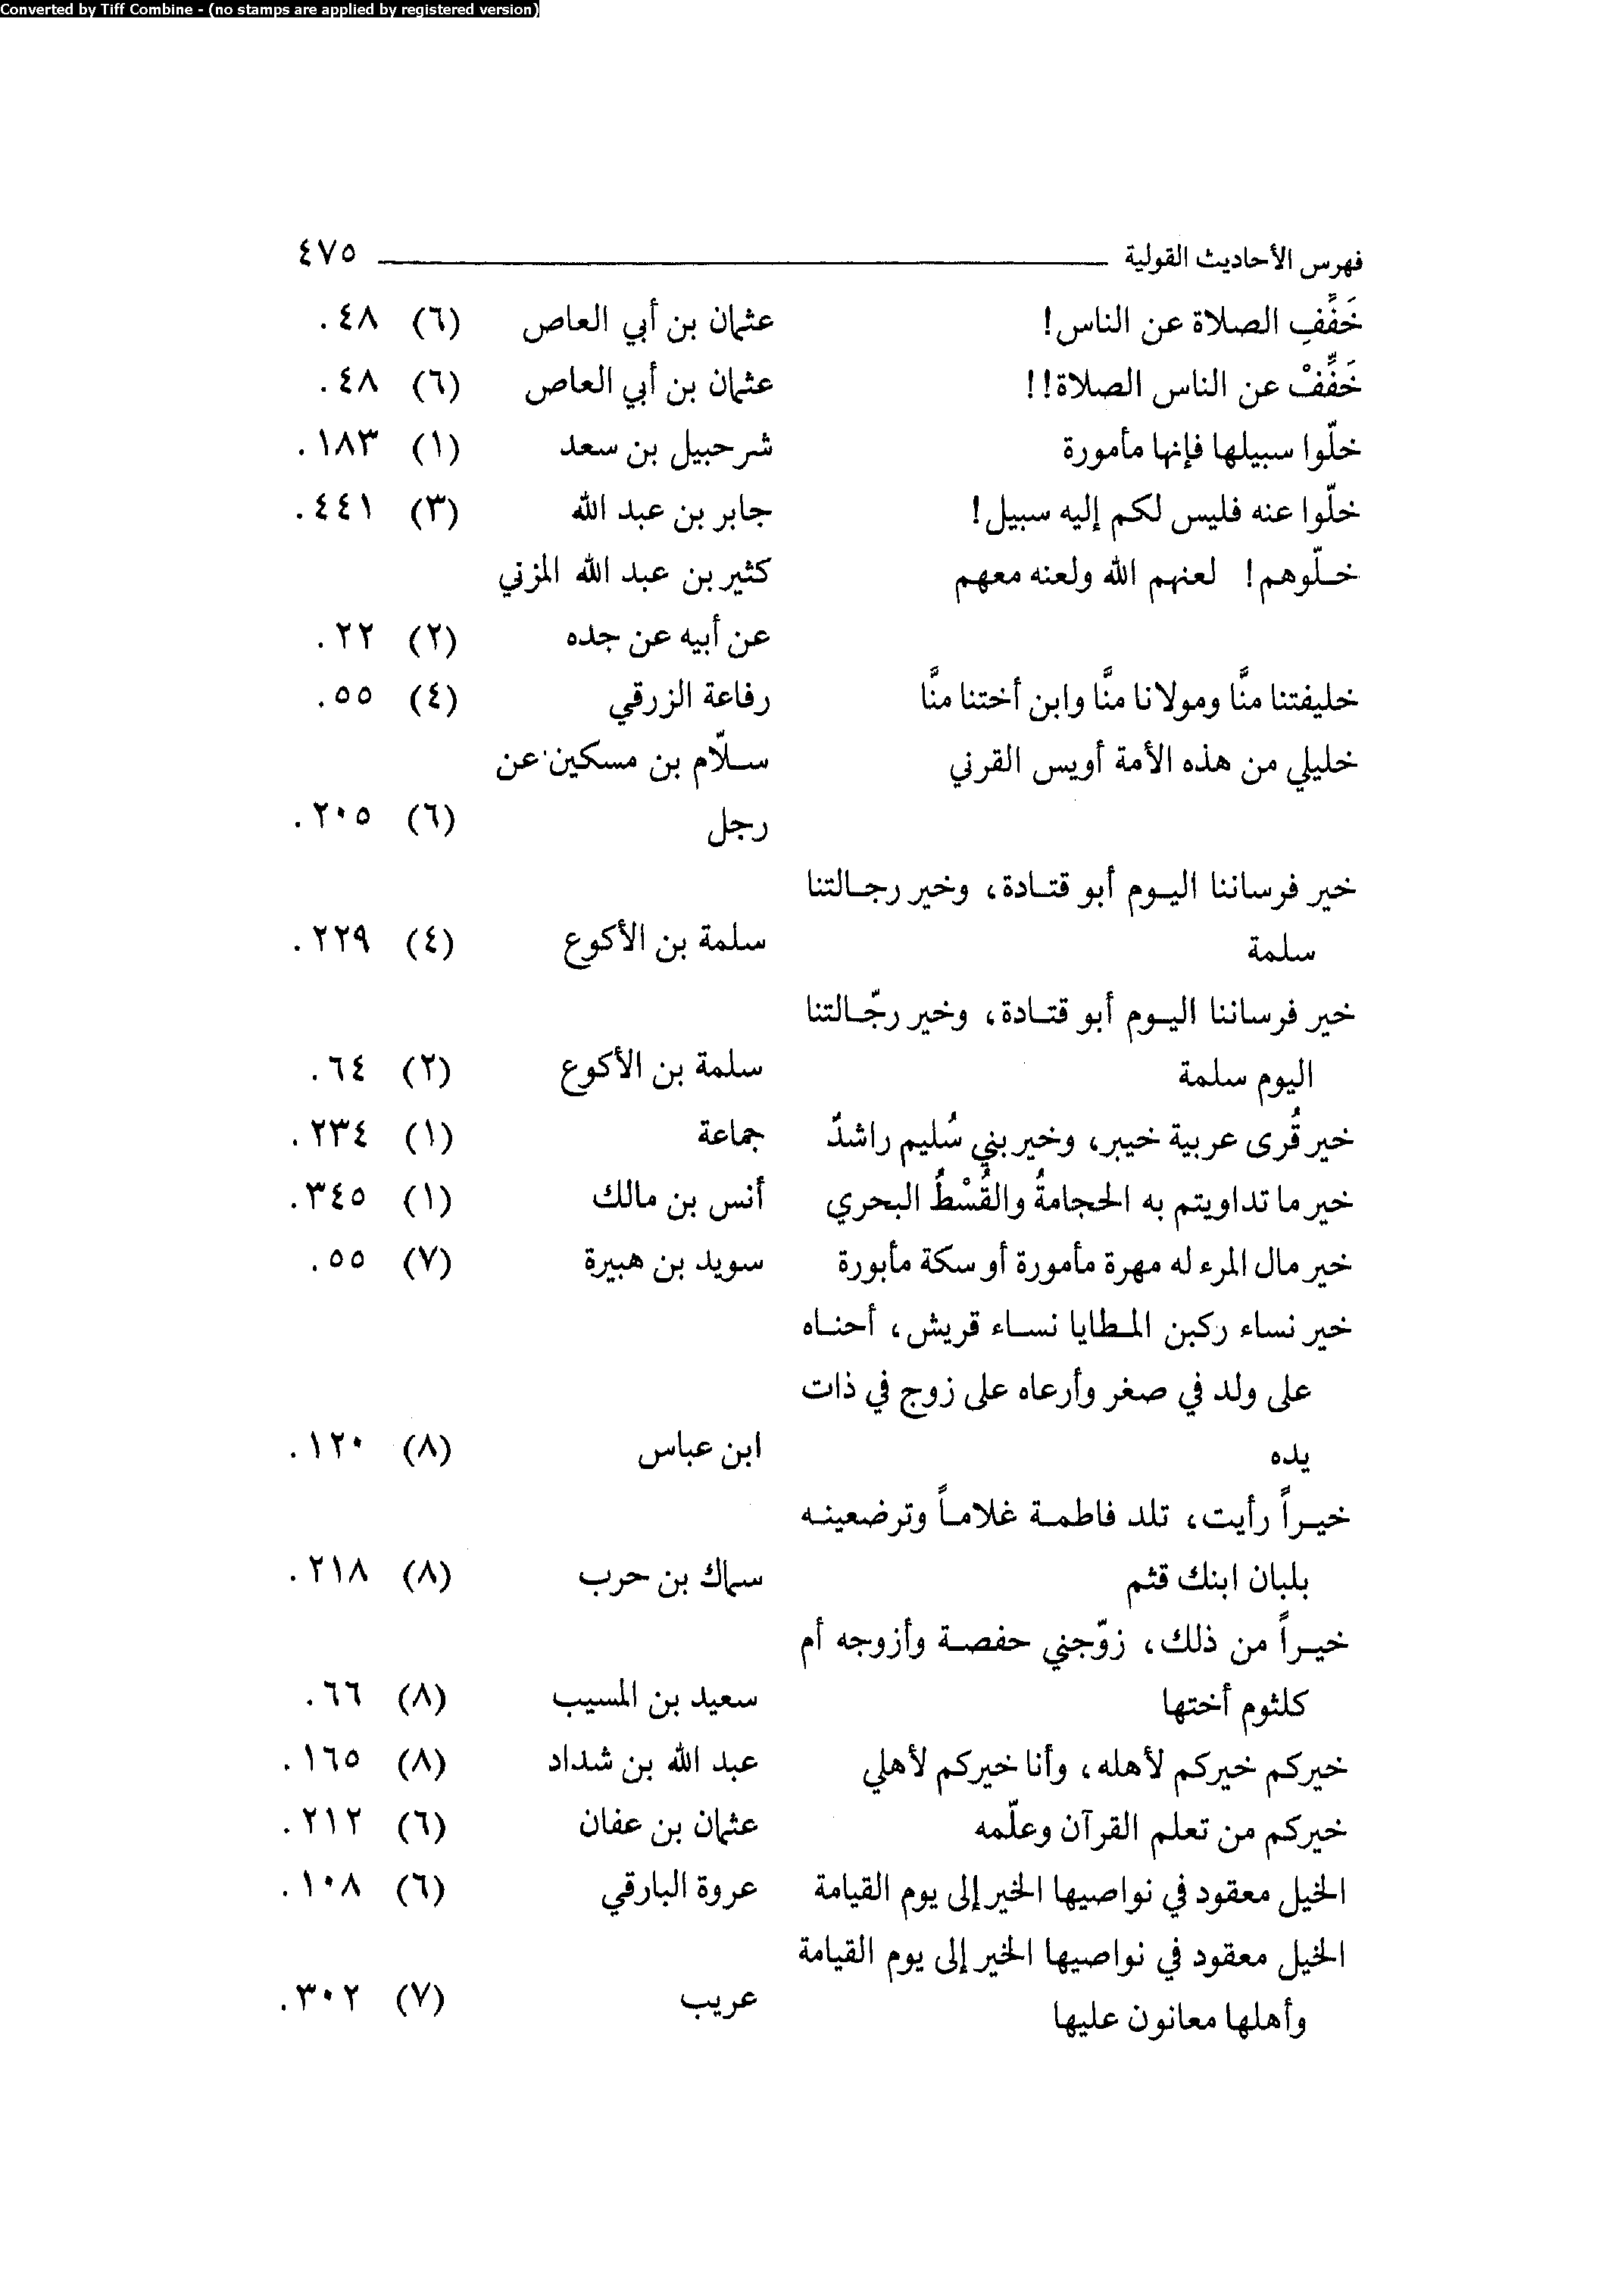 Converted by Tiff Combine - (no stamps are applied by registered version)
فهرس الأحاديث القولية ٤٧٥
خَفِّفِ الصلاة عن الناس! عثمان بن أبي العاص (٦) ٤٨.
خَفِّفْ عن الناس الصلاة!! عثمان بن أبي العاص (٦) ٤٨.
خلّوا سبيلها فإنها مأمورة شرحبيل بن سعد (١) ١٨٣.
خلّوا عنه فليس لكم إليه سبيل! جابر بن عبد الله (٣) ٤٤١.
خلّوهم! لعنهم الله ولعنه معهم كثير بن عبد الله المزني
عن أبيه عن جده (٢) ٢٢.
خليفتنا منَّا ومولانا منَّا وابن أختنا منَّا رفاعة الزرقي (٤) ٥٥.
خليلي من هذه الأمة أويس القرني سلّام بن مسكين عن
رجل (٦) ٢٠٥.
خير فرساننا اليوم أبو قتادة، وخير رجالتنا
سلمة سلمة بن الأكوع (٤) ٢٢٩.
خير فرساننا اليوم أبو قتادة، وخير رجّالتنا
اليوم سلمة سلمة بن الأكوع (٢) ٦٤.
خير قُرى عربية خيبر، وخير بني سُليم راشدٌ جماعة (١) ٢٣٤.
خير ما تداويتم به الحجامةُ والقُسْطُ البحري أنس بن مالك (١) ٣٤٥.
خير مال المرء له مهرة مأمورة أو سكة مأبورة سويد بن هبيرة (٧) ٥٥.
خير نساء ركبن المطايا نساء قريش، أحناه
على ولد في صغر وأرعاه على زوج في ذات
يده ابن عباس (٨) ١٢٠.
خيراً رأيت، تلد فاطمة غلاماً وترضعينه
بلبان ابنك قثم سماك بن حرب (٨) ٢١٨.
خيراً من ذلك، زوّجني حفصة وأزوجه أم
كلثوم أختها سعيد بن المسيب (٨) ٦٦.
خيركم خيركم لأهله، وأنا خيركم لأهلي عبد الله بن شداد (٨) ١٦٥.
خيركم من تعلم القرآن وعلّمه عثمان بن عفان (٦) ٢١٢.
الخيل معقود في نواصيها الخير إلى يوم القيامة عروة البارقي (٦) ١٠٨.
الخيل معقود في نواصيها الخير إلى يوم القيامة
وأهلها معانون عليها عريب (٧) ٣٠٢.